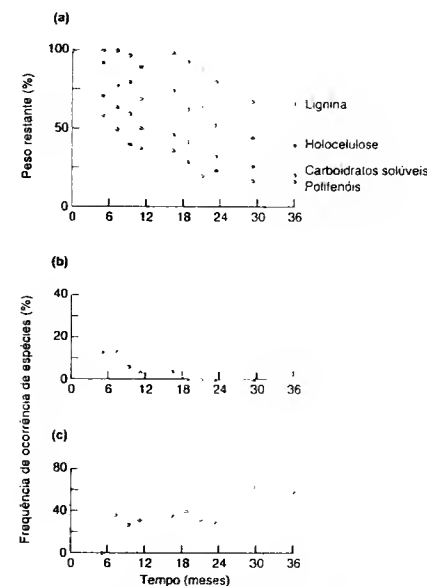 (a)
Peso restante (%)
100
50
0
0 6 12 18 24 30 36
Lignina
Holocelulose
Carboidratos solúveis
Polifenóis
Frequência de ocorrência de espécies (%)
(b)
40
20
0
0 6 12 18 24 30 36
(c)
80
40
0
0 6 12 18 24 30 36
Tempo (meses)